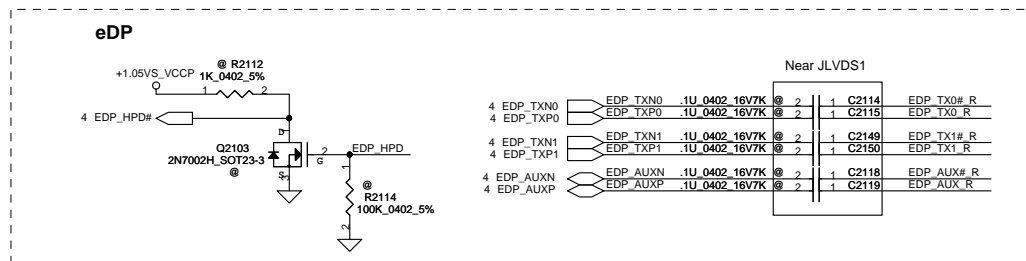 eDP
+1.05VS_VCCP
@ R2112
1K_0402_5%
1 2
4 EDP_HPD#
D
Q2103
2N7002H_SOT23-3
@
2
G
EDP_HPD
S
3
1
@
R2114
100K_0402_5%
2
Near JLVDS1
4 EDP_TXN0 EDP_TXN0 .1U_0402_16V7K @ 2 1 C2114 EDP_TX0#_R
4 EDP_TXP0 EDP_TXP0 .1U_0402_16V7K @ 2 1 C2115 EDP_TX0_R
4 EDP_TXN1 EDP_TXN1 .1U_0402_16V7K @ 2 1 C2149 EDP_TX1#_R
4 EDP_TXP1 EDP_TXP1 .1U_0402_16V7K @ 2 1 C2150 EDP_TX1_R
4 EDP_AUXN EDP_AUXN .1U_0402_16V7K @ 2 1 C2118 EDP_AUX#_R
4 EDP_AUXP EDP_AUXP .1U_0402_16V7K @ 2 1 C2119 EDP_AUX_R